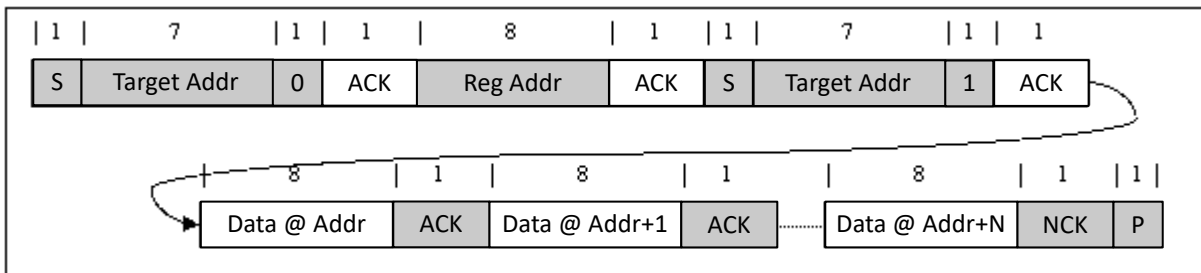 | 1 | 7 | 1 | 1 | 8 | 1 | 1 | 7 | 1 | 1
S Target Addr 0 ACK Reg Addr ACK S Target Addr 1 ACK
| 8 | 1 | 8 | 1 | 8 | 1 | 1 |
Data @ Addr ACK Data @ Addr+1 ACK Data @ Addr+N NCK P